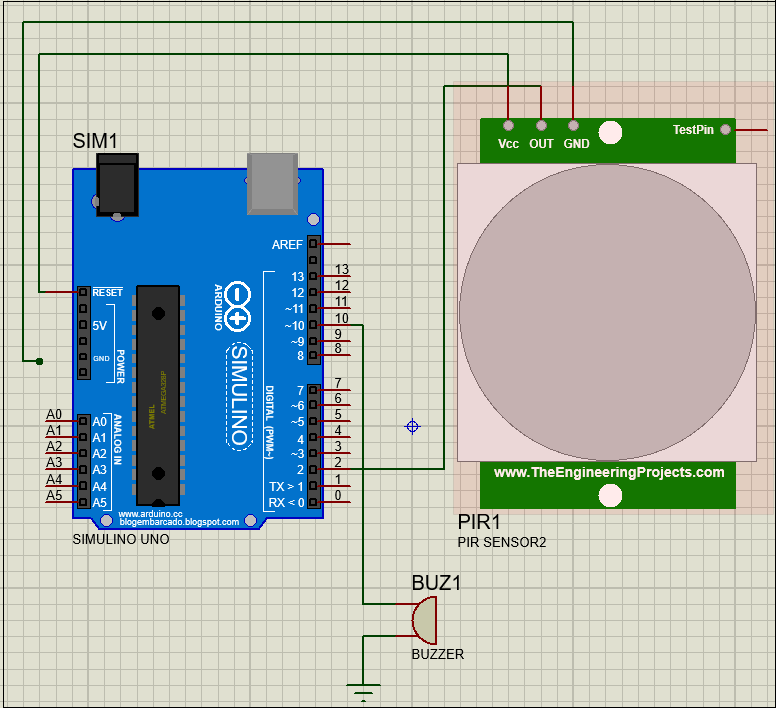 SIM1
Vcc OUT GND
TestPin
AREF
RESET
5V
GND
POWER
ARDUINO
SIMULINO
13 13
12 12
~11 11
~10 10
~9 9
8 8
DIGITAL (PWM~)
7 7
~6 6
~5 5
4 4
~3 3
2 2
TX > 1 1
RX < 0 0
ANALOG IN
A0 A0
A1 A1
A2 A2
A3 A3
A4 A4
A5 A5
ATMEL
www.arduino.cc
blogembarcado.blogspot.com
SIMULINO UNO
www.TheEngineeringProjects.com
PIR1
PIR SENSOR2
BUZ1
BUZZER